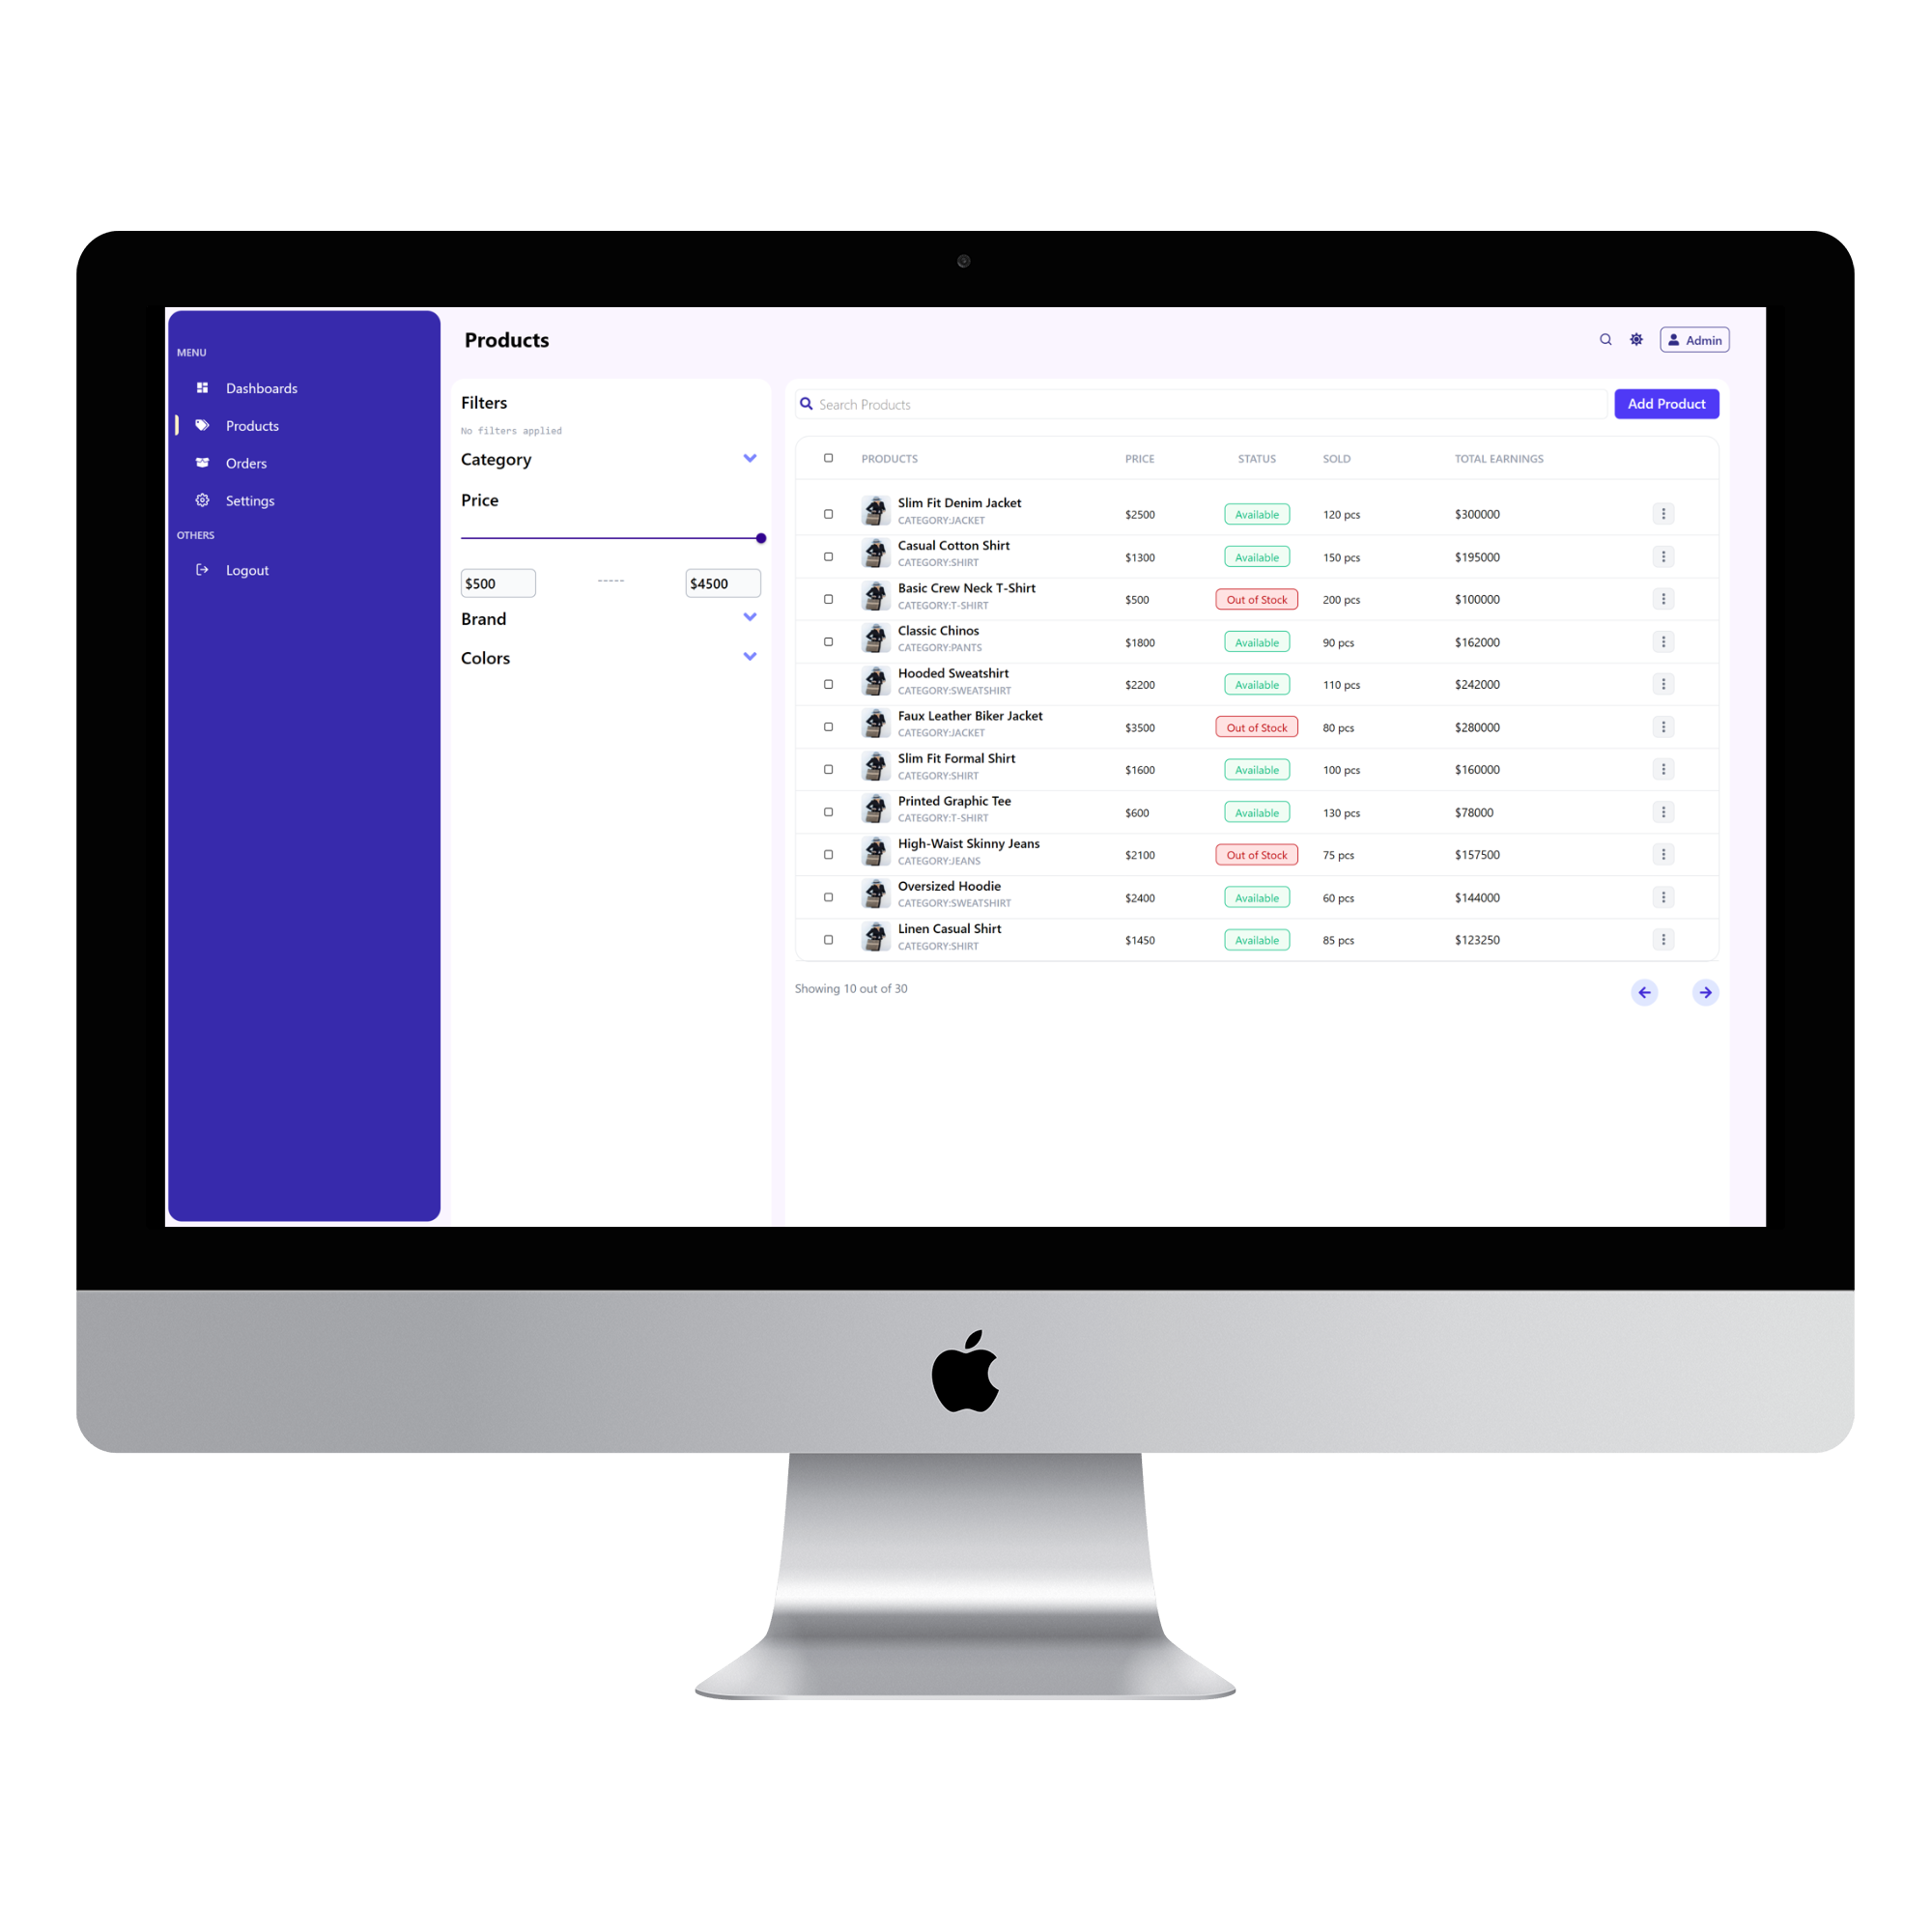 MENU
Dashboards
Products
Orders
Settings
OTHERS
Logout
Products
Admin
Filters
No filters applied
Category
Price
$500 ----- $4500
Brand
Colors
Search Products
Add Product
PRODUCTS PRICE STATUS SOLD TOTAL EARNINGS
Slim Fit Denim Jacket
CATEGORY:JACKET
$2500 Available 120 pcs $300000
Casual Cotton Shirt
CATEGORY:SHIRT
$1300 Available 150 pcs $195000
Basic Crew Neck T-Shirt
CATEGORY:T-SHIRT
$500 Out of Stock 200 pcs $100000
Classic Chinos
CATEGORY:PANTS
$1800 Available 90 pcs $162000
Hooded Sweatshirt
CATEGORY:SWEATSHIRT
$2200 Available 110 pcs $242000
Faux Leather Biker Jacket
CATEGORY:JACKET
$3500 Out of Stock 80 pcs $280000
Slim Fit Formal Shirt
CATEGORY:SHIRT
$1600 Available 100 pcs $160000
Printed Graphic Tee
CATEGORY:T-SHIRT
$600 Available 130 pcs $78000
High-Waist Skinny Jeans
CATEGORY:JEANS
$2100 Out of Stock 75 pcs $157500
Oversized Hoodie
CATEGORY:SWEATSHIRT
$2400 Available 60 pcs $144000
Linen Casual Shirt
CATEGORY:SHIRT
$1450 Available 85 pcs $123250
Showing 10 out of 30